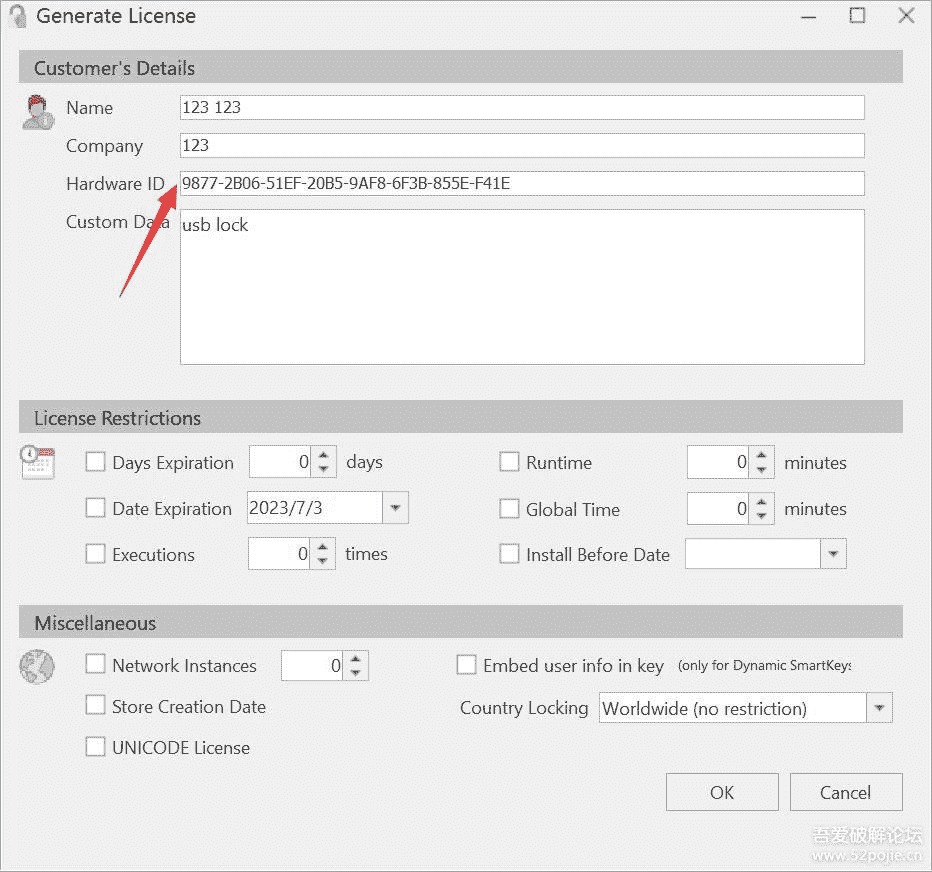 Generate License
Customer's Details
Name 123 123
Company 123
Hardware ID 9877-2B06-51EF-20B5-9AF8-6F3B-855E-F41E
Custom Data usb lock
License Restrictions
Days Expiration 0 days Runtime 0 minutes
Date Expiration 2023/7/3 Global Time 0 minutes
Executions 0 times Install Before Date
Miscellaneous
Network Instances 0 Embed user info in key (only for Dynamic SmartKeys
Store Creation Date Country Locking Worldwide (no restriction)
UNICODE License
OK Cancel
吾爱破解论坛
www.52pojie.cn